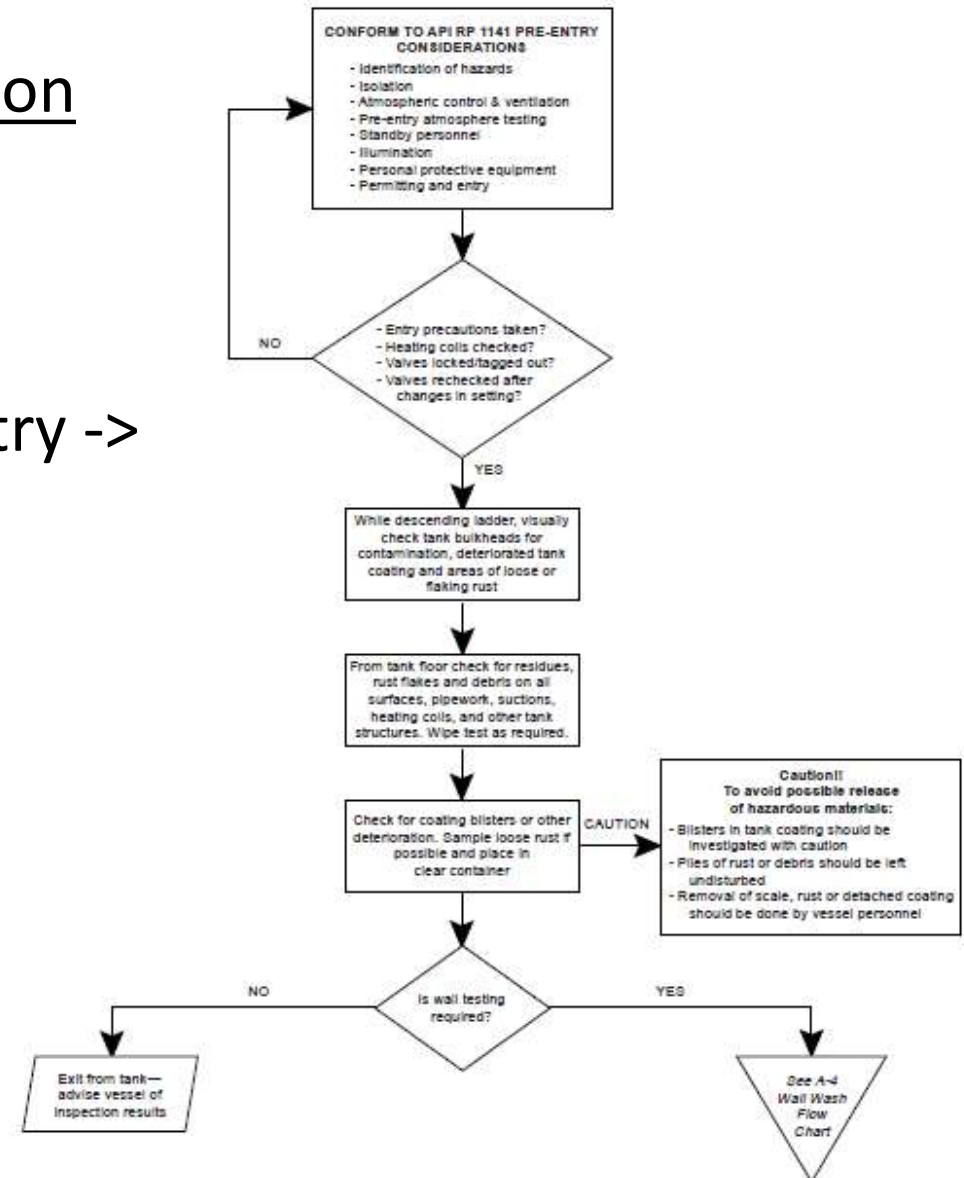 on
try ->
CONFORM TO API RP 1141 PRE-ENTRY
CONSIDERATIONS
- Identification of hazards
- Isolation
- Atmospheric control & ventilation
- Pre-entry atmosphere testing
- Standby personnel
- Illumination
- Personal protective equipment
- Permitting and entry
- Entry precautions taken?
- Heating coils checked?
- Valves locked/tagged out?
- Valves rechecked after
changes in setting?
NO
YES
While descending ladder, visually
check tank bulkheads for
contamination, deteriorated tank
coating and areas of loose or
flaking rust
From tank floor check for residues,
rust flakes and debris on all
surfaces, pipework, suctions,
heating coils, and other tank
structures. Wipe test as required.
Check for coating blisters or other
deterioration. Sample loose rust if
possible and place in
clear container
CAUTION
Caution!!
To avoid possible release
of hazardous materials:
- Blisters in tank coating should be
investigated with caution
- Piles of rust or debris should be left
undisturbed
- Removal of scale, rust or detached coating
should be done by vessel personnel
Is wall testing
required?
NO
YES
Exit from tank—
advise vessel of
inspection results
See A-4
Wall Wash
Flow
Chart